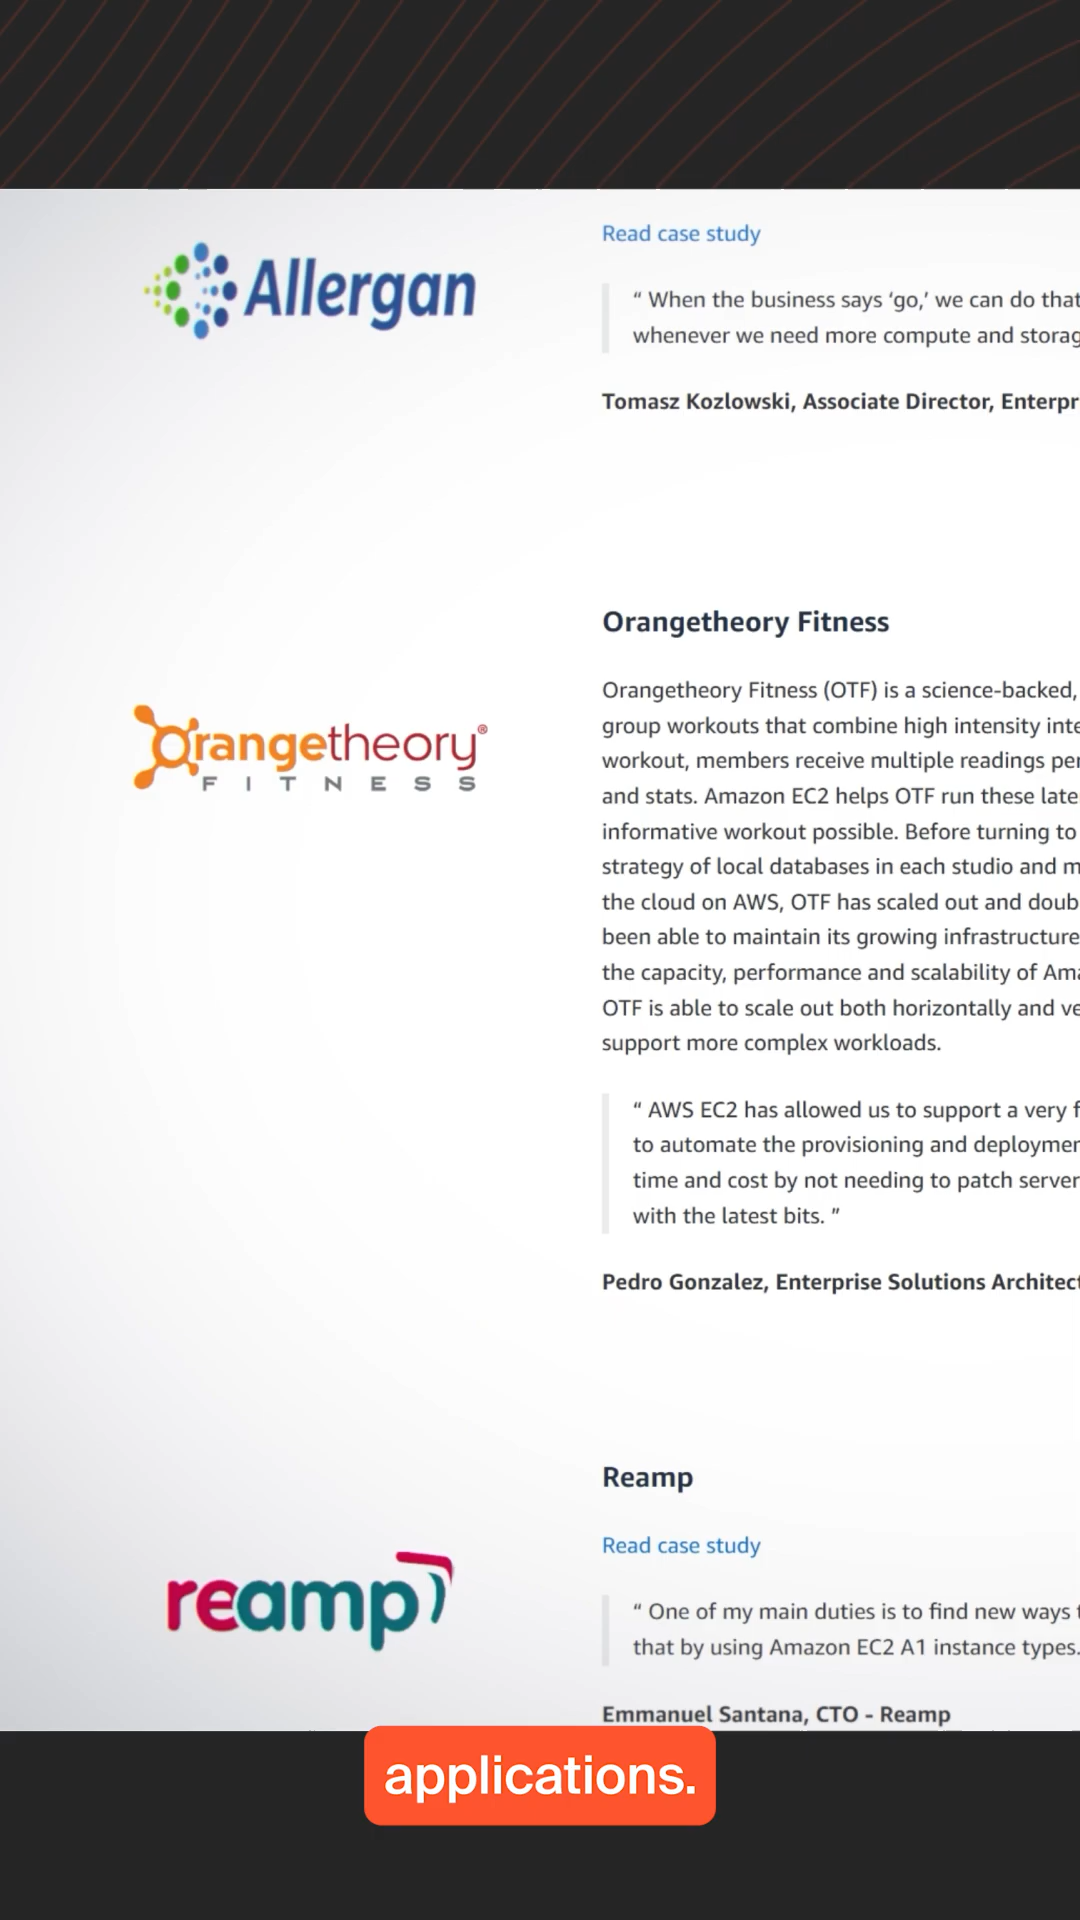 Allergan
Read case study
“ When the business says ‘go,’ we can do that
whenever we need more compute and storag
Tomasz Kozlowski, Associate Director, Enterpr
Orangetheory Fitness
Orangetheory®
FITNESS
Orangetheory Fitness (OTF) is a science-backed,
group workouts that combine high intensity inte
workout, members receive multiple readings per
and stats. Amazon EC2 helps OTF run these late
informative workout possible. Before turning to
strategy of local databases in each studio and m
the cloud on AWS, OTF has scaled out and doub
been able to maintain its growing infrastructure
the capacity, performance and scalability of Ama
OTF is able to scale out both horizontally and ve
support more complex workloads.
“ AWS EC2 has allowed us to support a very f
to automate the provisioning and deploymen
time and cost by not needing to patch server
with the latest bits. ”
Pedro Gonzalez, Enterprise Solutions Architect
Reamp
Read case study
reamp
“ One of my main duties is to find new ways t
that by using Amazon EC2 A1 instance types.
Emmanuel Santana, CTO - Reamp
applications.